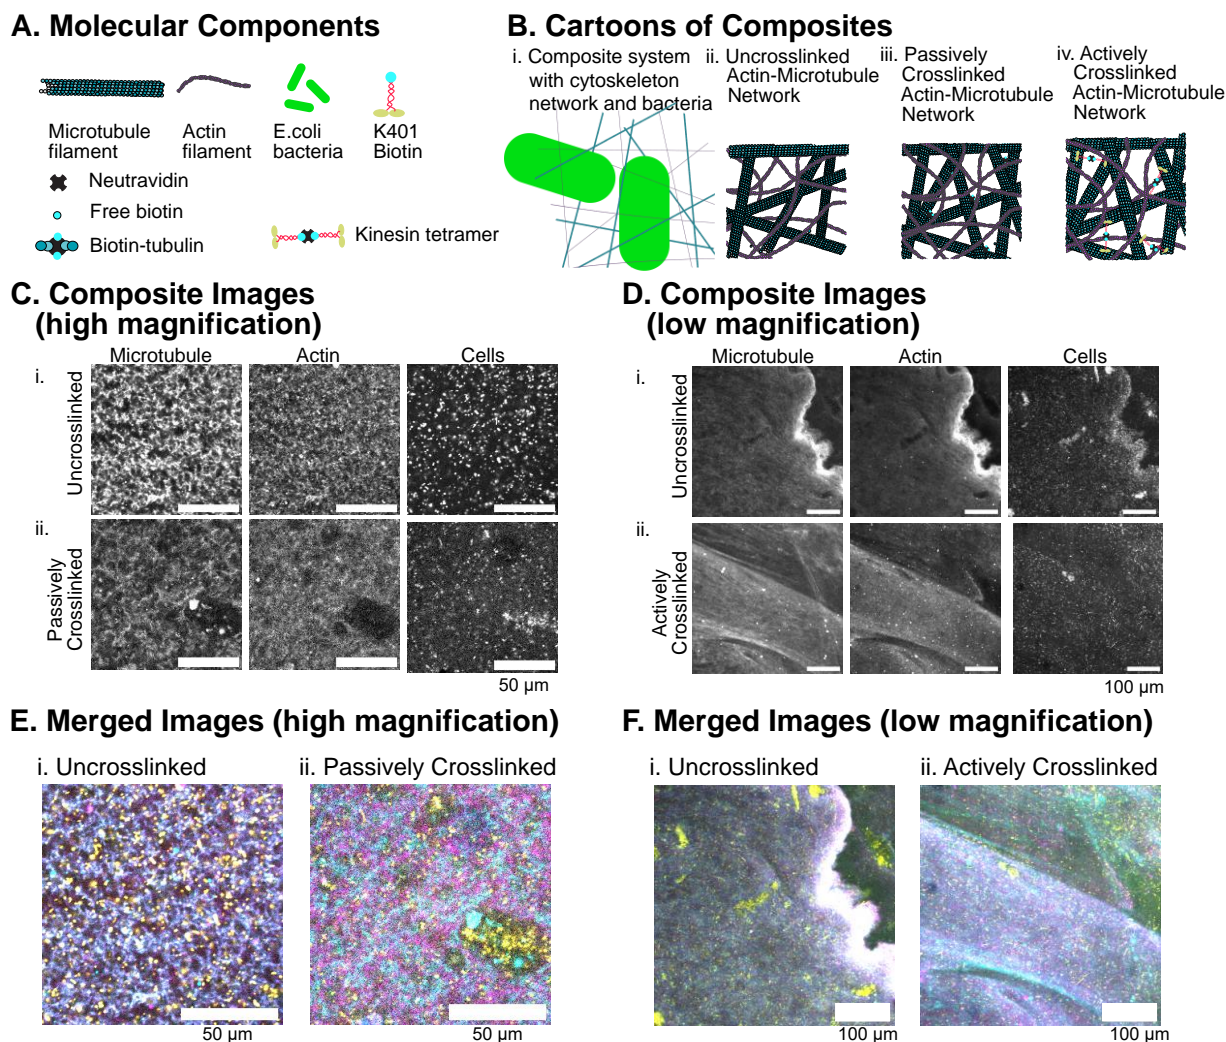 A. Molecular Components
Microtubule
filament
Actin
filament
E.coli
bacteria
K401
Biotin
Neutravidin
Free biotin
Biotin-tubulin
Kinesin tetramer
B. Cartoons of Composites
i. Composite system
with cytoskeleton
network and bacteria
ii. Uncrosslinked
Actin-Microtubule
Network
iii. Passively
Crosslinked
Actin-Microtubule
Network
iv. Actively
Crosslinked
Actin-Microtubule
Network
C. Composite Images
(high magnification)
Microtubule
Actin
Cells
i.
Uncrosslinked
ii.
Passively
Crosslinked
50 µm
D. Composite Images
(low magnification)
Microtubule
Actin
Cells
i.
Uncrosslinked
ii.
Actively
Crosslinked
100 µm
E. Merged Images (high magnification)
i. Uncrosslinked
ii. Passively Crosslinked
50 µm
50 µm
F. Merged Images (low magnification)
i. Uncrosslinked
ii. Actively Crosslinked
100 µm
100 µm